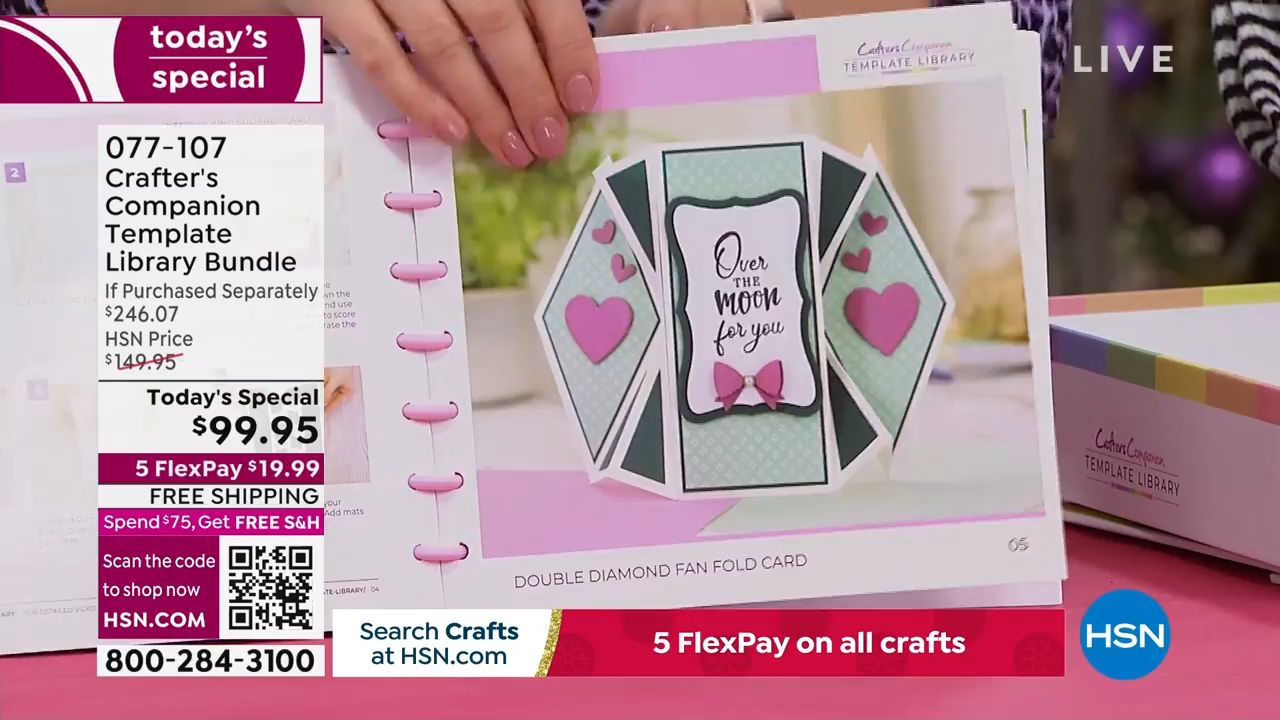 today's
special
077-107
Crafter's
Companion
Template
Library Bundle
If Purchased Separately
$246.07
HSN Price
$149.95
Today's Special
$99.95
5 FlexPay $19.99
FREE SHIPPING
Spend $75, Get FREE S&H
Scan the code
to shop now
HSN.COM
800-284-3100
LIVE
Crafter's Companion
TEMPLATE LIBRARY
2
Over
THE
moon
for you
DOUBLE DIAMOND FAN FOLD CARD
05
Crafter's Companion
TEMPLATE LIBRARY
Search Crafts
at HSN.com
5 FlexPay on all crafts
HSN